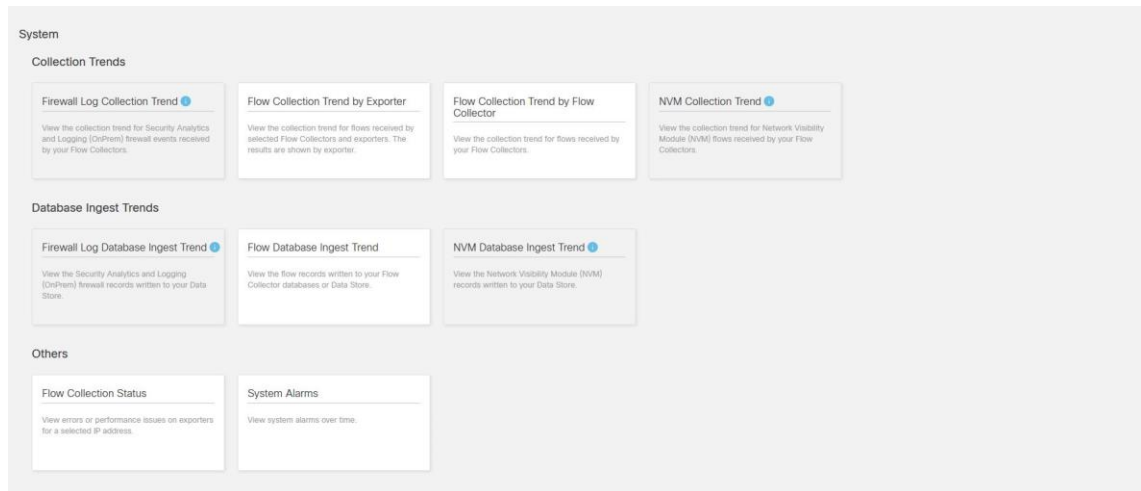 System
Collection Trends
Firewall Log Collection Trend
View the collection trend for Security Analytics
and Logging (OnPrem) firewall events received
by your Flow Collectors.
Flow Collection Trend by Exporter
View the collection trend for flows received by
selected Flow Collectors and exporters. The
results are shown by exporter.
Flow Collection Trend by Flow
Collector
View the collection trend for flows received by
your Flow Collectors.
NVM Collection Trend
View the collection trend for Network Visibility
Module (NVM) flows received by your Flow
Collectors.
Database Ingest Trends
Firewall Log Database Ingest Trend
View the Security Analytics and Logging
(OnPrem) firewall records written to your Data
Store.
Flow Database Ingest Trend
View the flow records written to your Flow
Collector databases or Data Store.
NVM Database Ingest Trend
View the Network Visibility Module (NVM)
records written to your Data Store.
Others
Flow Collection Status
View errors or performance issues on exporters
for a selected IP address.
System Alarms
View system alarms over time.